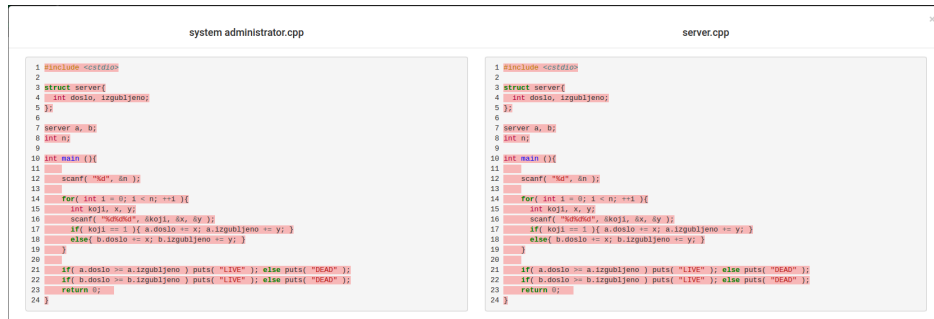 ×
system administrator.cpp
1 #include <cstdio>
2
3 struct server{
4 int doslo, izgubljeno;
5 };
6
7 server a, b;
8 int n;
9
10 int main (){
11
12 scanf( "%d", &n );
13
14 for( int i = 0; i < n; ++i ){
15 int koji, x, y;
16 scanf( "%d%d%d", &koji, &x, &y );
17 if( koji == 1 ){ a.doslo += x; a.izgubljeno += y; }
18 else{ b.doslo += x; b.izgubljeno += y; }
19 }
20
21 if( a.doslo >= a.izgubljeno ) puts( "LIVE" ); else puts( "DEAD" );
22 if( b.doslo >= b.izgubljeno ) puts( "LIVE" ); else puts( "DEAD" );
23 return 0;
24 }
server.cpp
1 #include <cstdio>
2
3 struct server{
4 int doslo, izgubljeno;
5 };
6
7 server a, b;
8 int n;
9
10 int main (){
11
12 scanf( "%d", &n );
13
14 for( int i = 0; i < n; ++i ){
15 int koji, x, y;
16 scanf( "%d%d%d", &koji, &x, &y );
17 if( koji == 1 ){ a.doslo += x; a.izgubljeno += y; }
18 else{ b.doslo += x; b.izgubljeno += y; }
19 }
20
21 if( a.doslo >= a.izgubljeno ) puts( "LIVE" ); else puts( "DEAD" );
22 if( b.doslo >= b.izgubljeno ) puts( "LIVE" ); else puts( "DEAD" );
23 return 0;
24 }